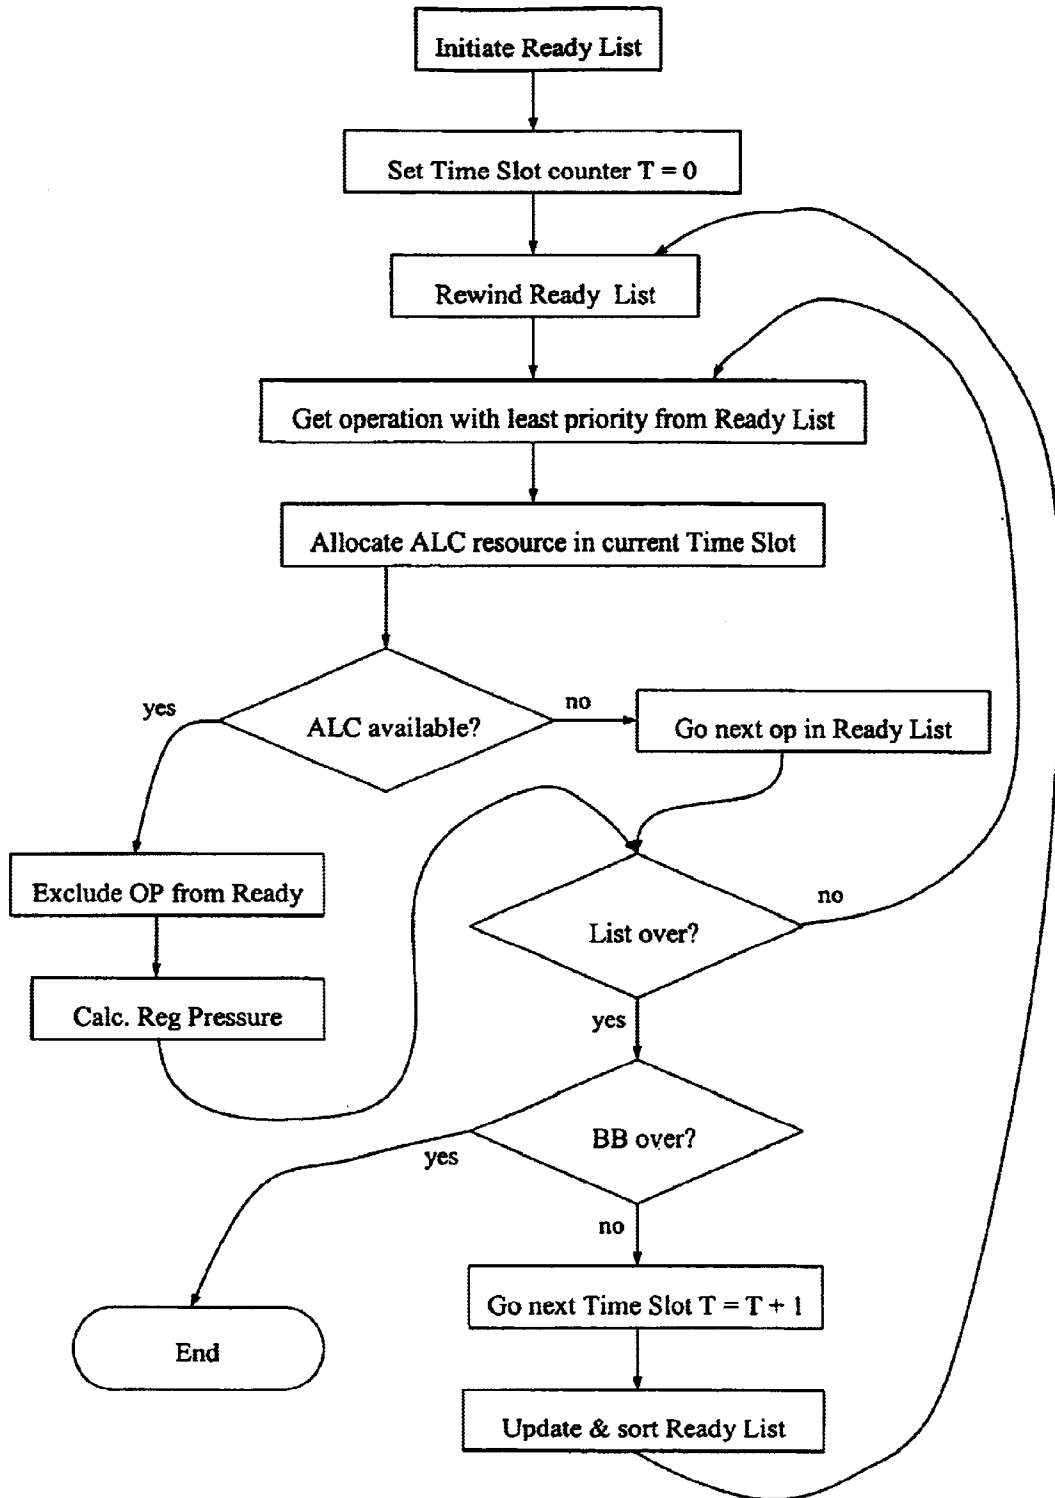 Initiate Ready List
Set Time Slot counter T = 0
Rewind Ready List
Get operation with least priority from Ready List
Allocate ALC resource in current Time Slot
yes
ALC available?
no
Go next op in Ready List
Exclude OP from Ready
List over?
no
Calc. Reg Pressure
yes
BB over?
yes
no
Go next Time Slot T = T + 1
End
Update & sort Ready List